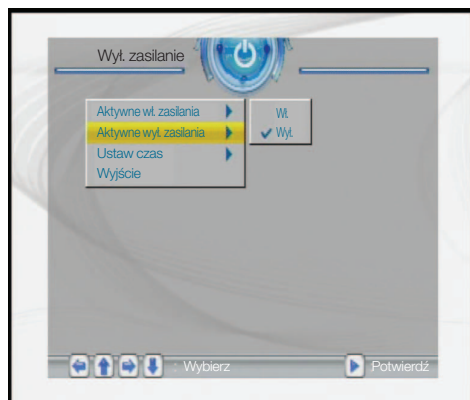 Wył. zasilanie
Aktywne wł. zasilania
Wł.
Aktywne wył. zasilania
Wył.
Ustaw czas
Wyjście
: Wybierz
Potwierdź